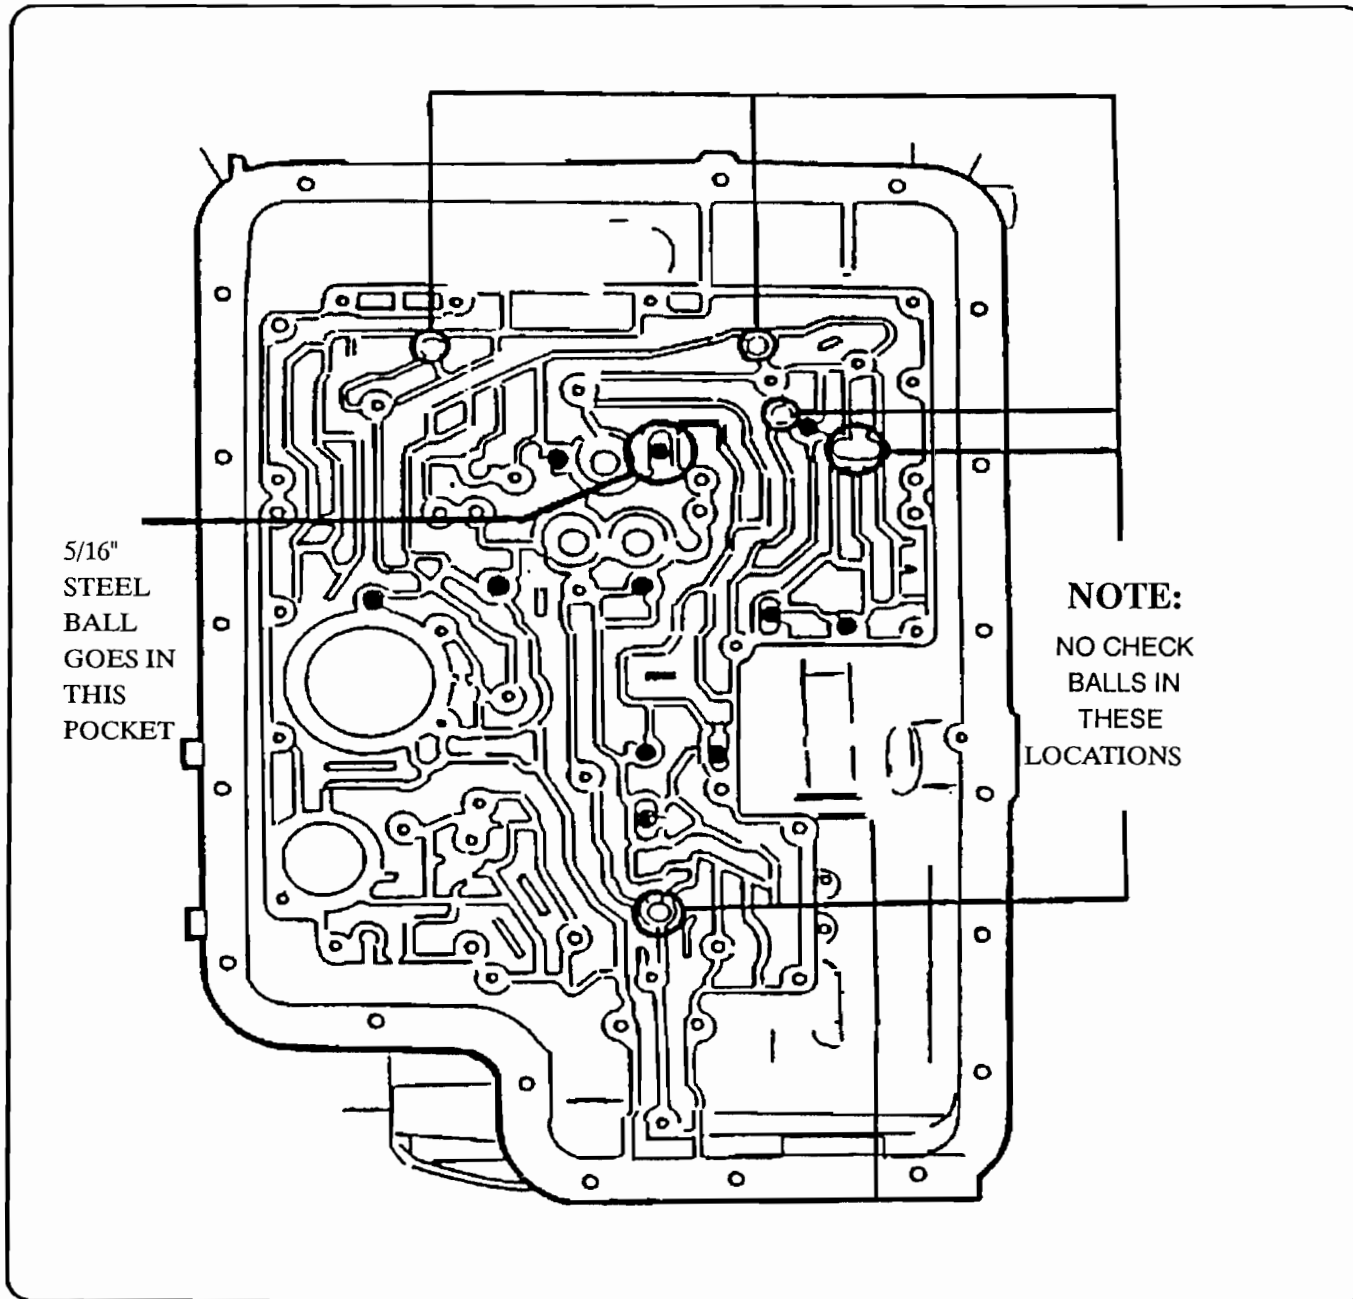 5/16"
STEEL
BALL
GOES IN
THIS
POCKET
NOTE:
NO CHECK
BALLS IN
THESE
LOCATIONS